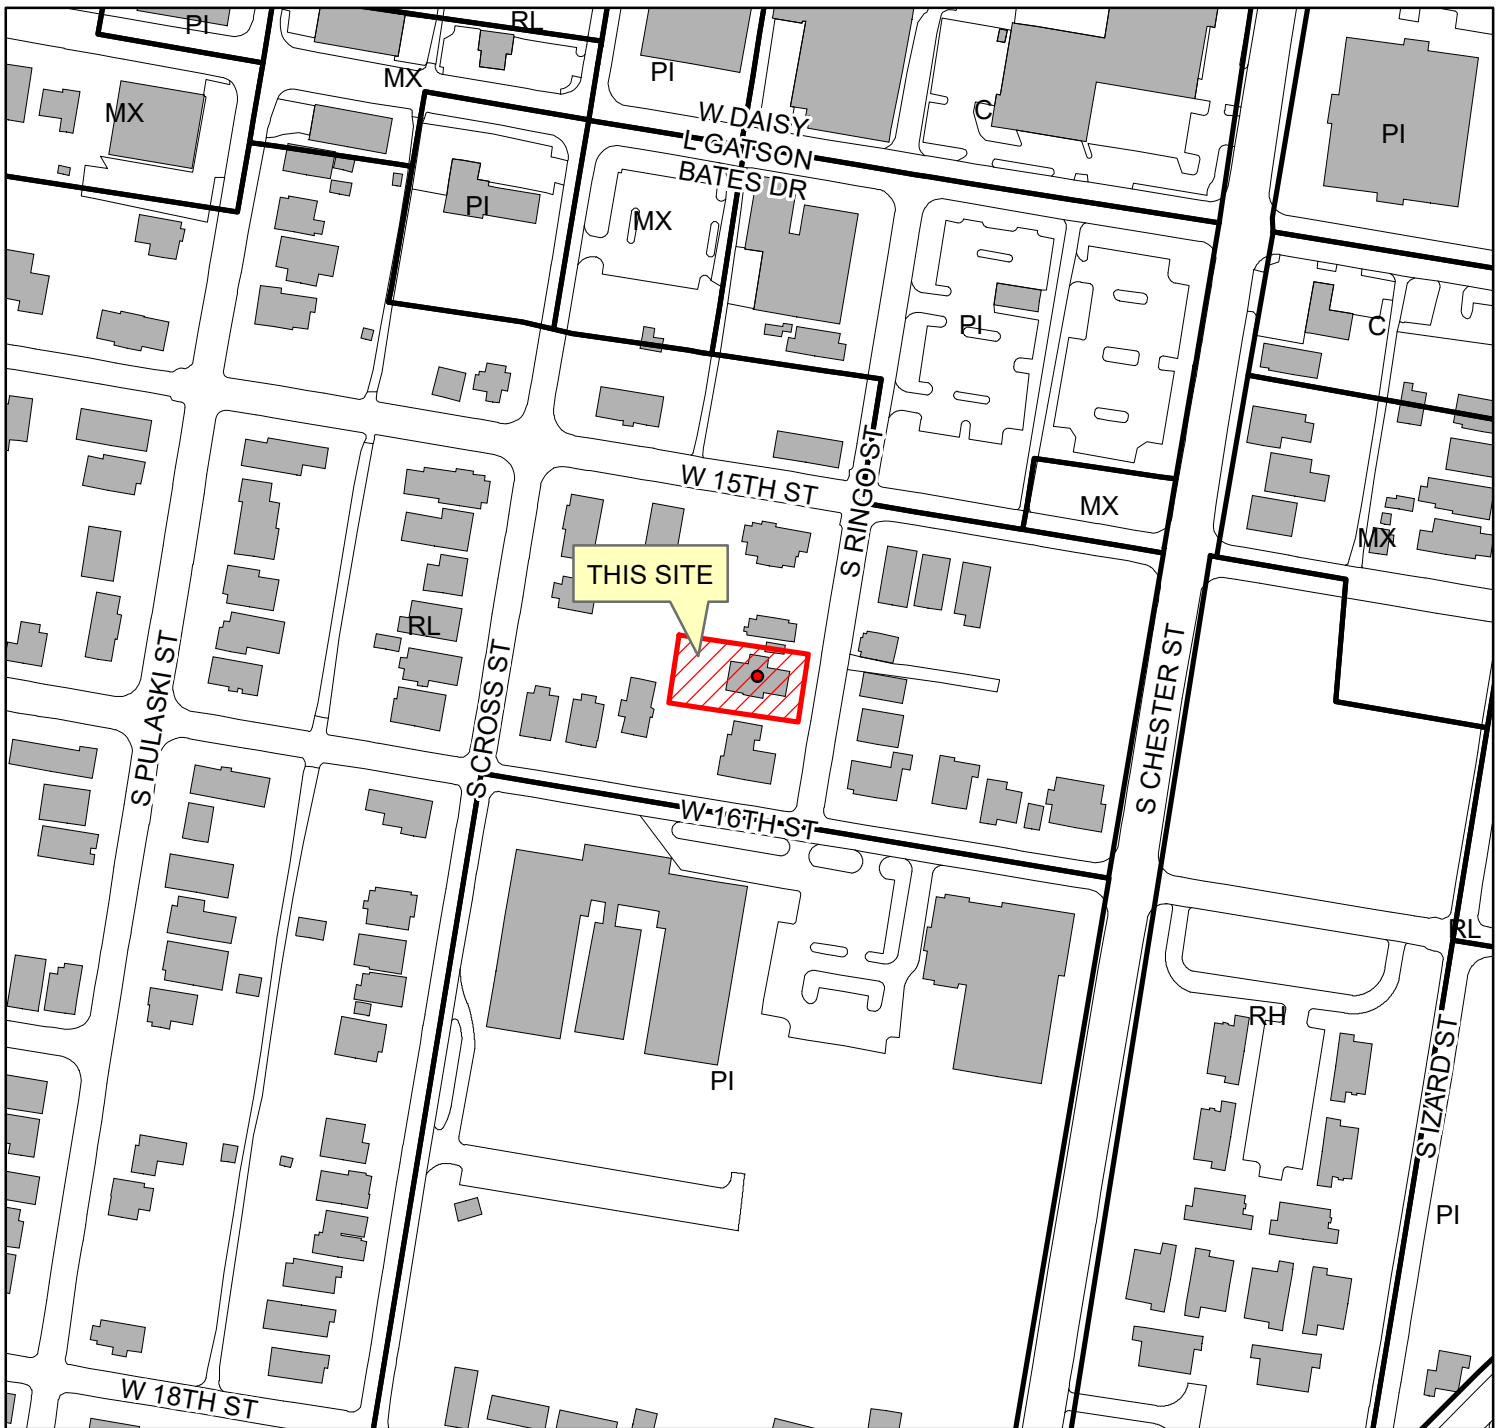 PI
RL
MX
PI
MX
C
PI
W DAISY
L GATSON
BATES DR
PI
MX
PI
C
W 15TH ST
S RINGO ST
MX
MX
THIS SITE
RL
S PULASKI ST
S CROSS ST
S CHESTER ST
W 16TH ST
RL
RH
PI
S IZARD ST
PI
W 18TH ST